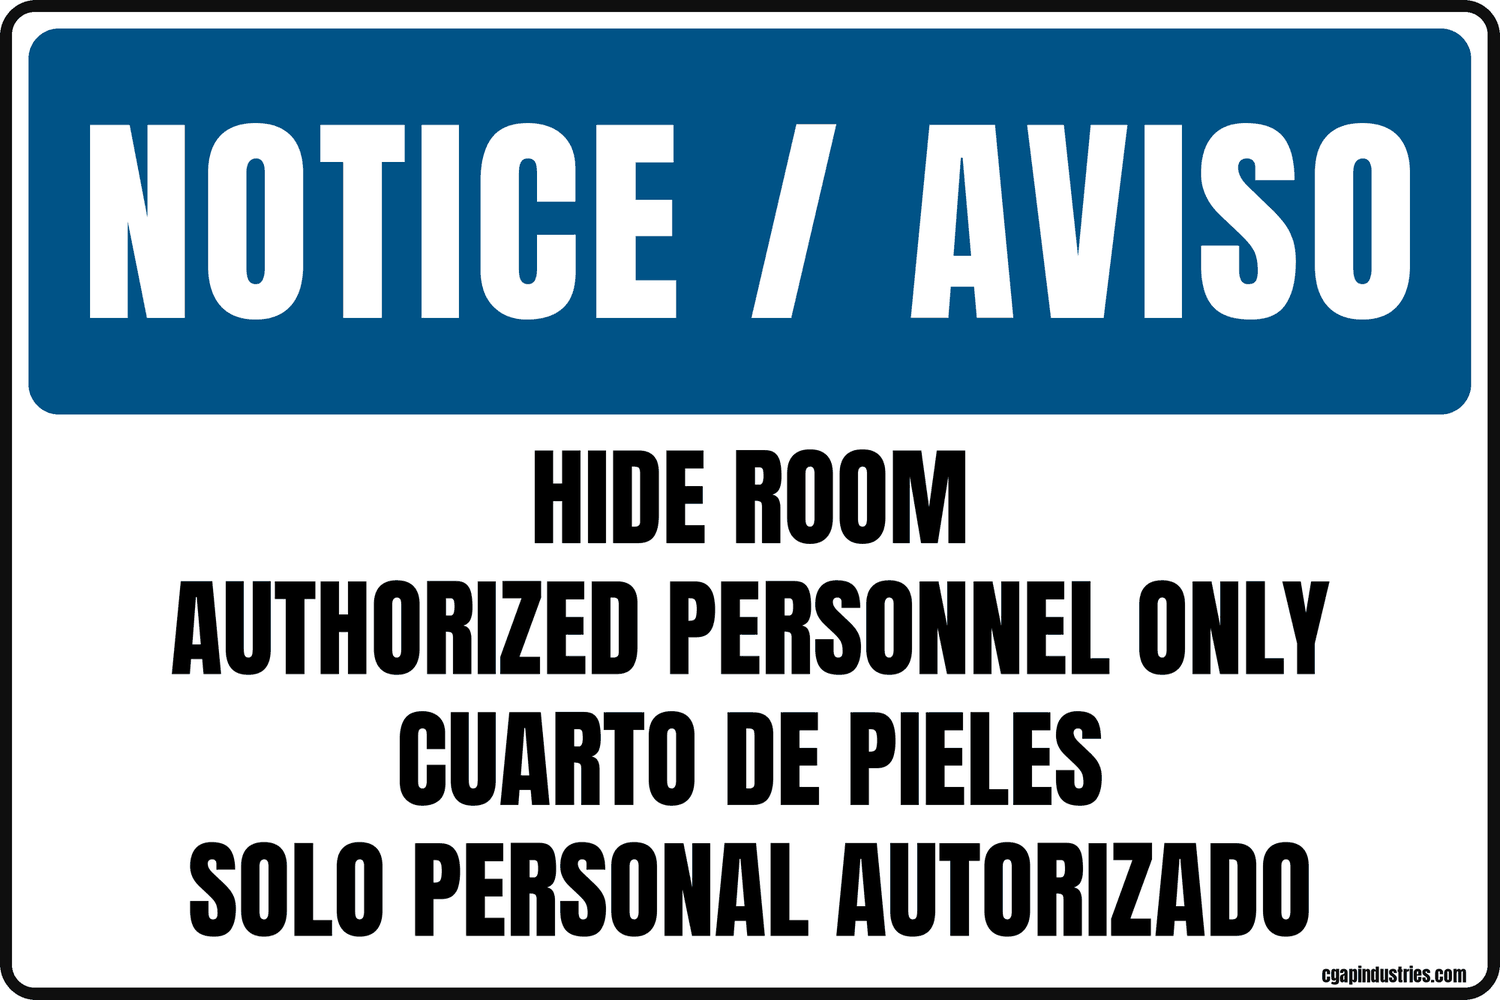 NOTICE / AVISO
HIDE ROOM
AUTHORIZED PERSONNEL ONLY
CUARTO DE PIELES
SOLO PERSONAL AUTORIZADO
cgapindustries.com